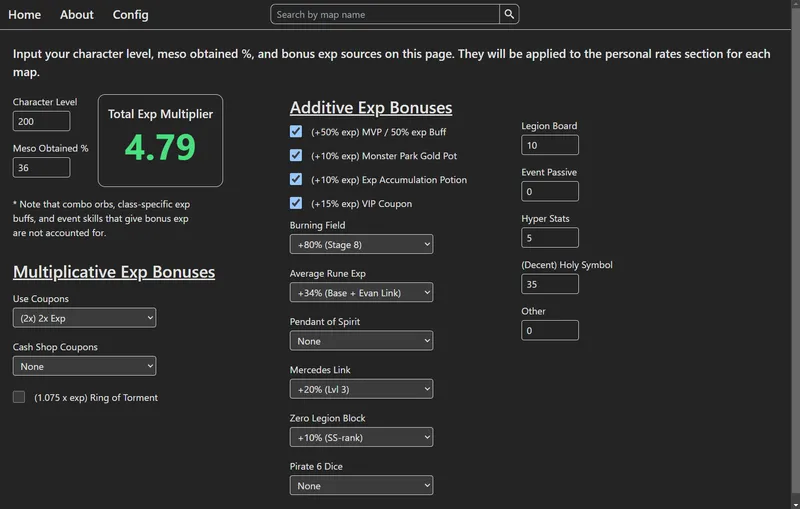 Home
About
Config
Search by map name
Input your character level, meso obtained %, and bonus exp sources on this page. They will be applied to the personal rates section for each
map.
Character Level
200
Meso Obtained %
36
Total Exp Multiplier
4.79
* Note that combo orbs, class-specific exp
buffs, and event skills that give bonus exp
are not accounted for.
Multiplicative Exp Bonuses
Use Coupons
(2x) 2x Exp
Cash Shop Coupons
None
(1.075 x exp) Ring of Torment
Additive Exp Bonuses
(+50% exp) MVP / 50% exp Buff
(+10% exp) Monster Park Gold Pot
(+10% exp) Exp Accumulation Potion
(+15% exp) VIP Coupon
Burning Field
+80% (Stage 8)
Average Rune Exp
+34% (Base + Evan Link)
Pendant of Spirit
None
Mercedes Link
+20% (Lvl 3)
Zero Legion Block
+10% (SS-rank)
Pirate 6 Dice
None
Legion Board
10
Event Passive
0
Hyper Stats
5
(Decent) Holy Symbol
35
Other
0